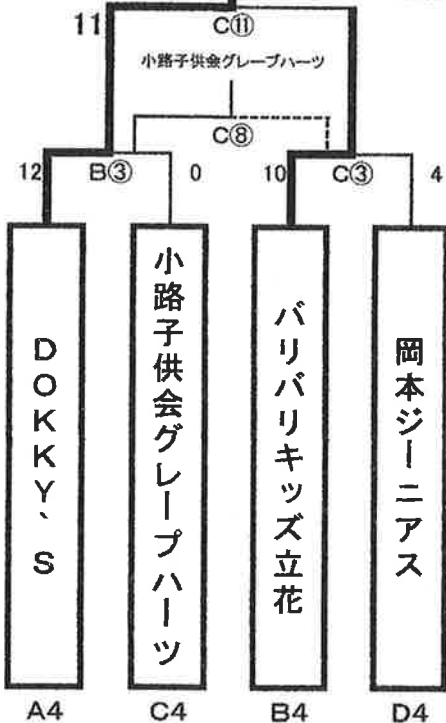 11
C⑪
小路子供会グレープハーツ
C⑧
12 B③ 0 10 C③ 4
DOKKY、S
小路子供会グレープハーツ
バリバリキッズ立花
岡本ジーニアス
A4 C4 B4 D4